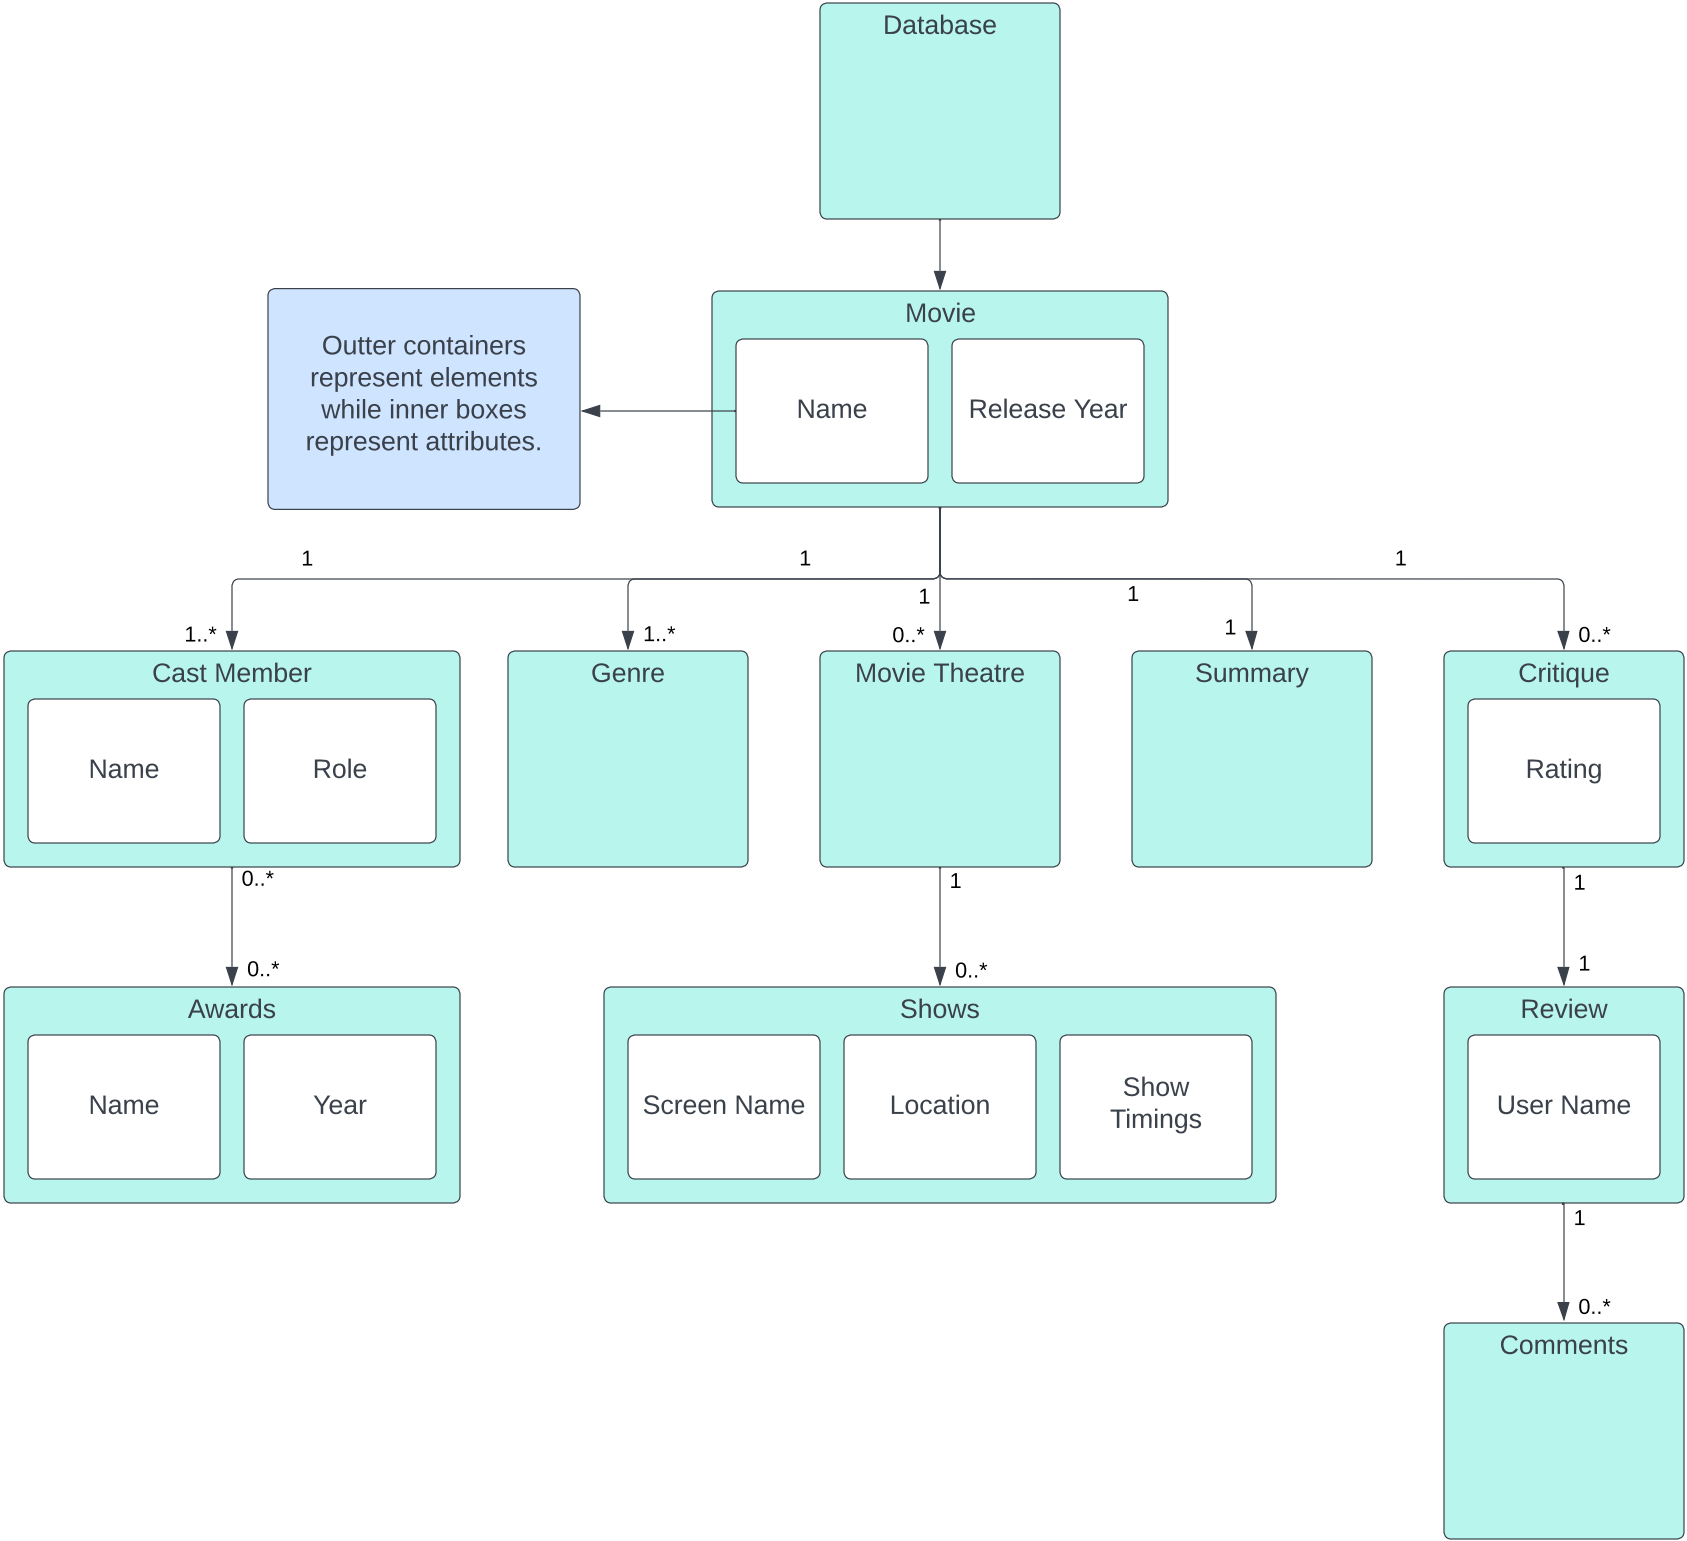 Database
Movie
Outter containers
represent elements
while inner boxes
represent attributes.
Name
Release Year
1
1
1
1
1
1..*
1..*
0..*
1
0..*
Cast Member
Name
Role
Genre
Movie Theatre
Summary
Critique
Rating
0..*
1
1
0..*
0..*
1
Awards
Name
Year
Shows
Screen Name
Location
Show
Timings
Review
User Name
1
0..*
Comments